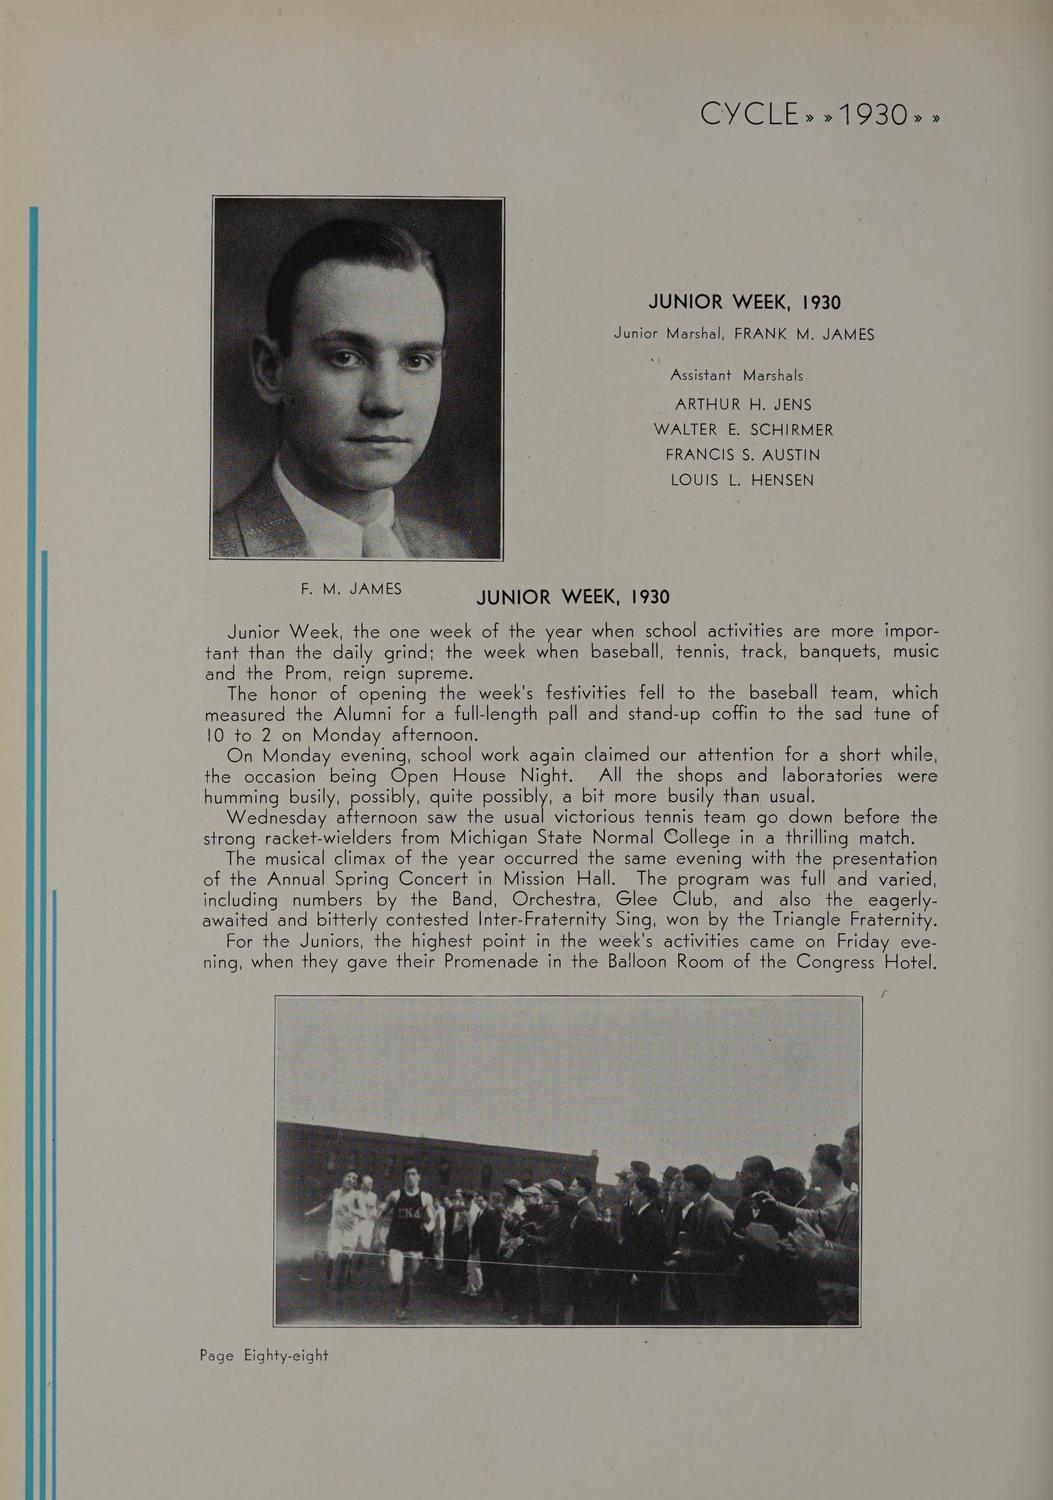 CYCLE » » 1930 » »
JUNIOR WEEK, 1930
Junior Marshal, FRANK M. JAMES
Assistant Marshals
ARTHUR H. JENS
WALTER E. SCHIRMER
FRANCIS S. AUSTIN
LOUIS L. HENSEN
F. M. JAMES
JUNIOR WEEK, 1930
Junior Week, the one week of the year when school activities are more impor-
tant than the daily grind; the week when baseball, tennis, track, banquets, music
and the Prom, reign supreme.
The honor of opening the week's festivities fell to the baseball team, which
measured the Alumni for a full-length pall and stand-up coffin to the sad tune of
10 to 2 on Monday afternoon.
On Monday evening, school work again claimed our attention for a short while,
the occasion being Open House Night. All the shops and laboratories were
humming busily, possibly, quite possibly, a bit more busily than usual.
Wednesday afternoon saw the usual victorious tennis team go down before the
strong racket-wielders from Michigan State Normal College in a thrilling match.
The musical climax of the year occurred the same evening with the presentation
of the Annual Spring Concert in Mission Hall. The program was full and varied,
including numbers by the Band, Orchestra, Glee Club, and also the eagerly-
awaited and bitterly contested Inter-Fraternity Sing, won by the Triangle Fraternity.
For the Juniors, the highest point in the week's activities came on Friday eve-
ning, when they gave their Promenade in the Balloon Room of the Congress Hotel.
Page Eighty-eight